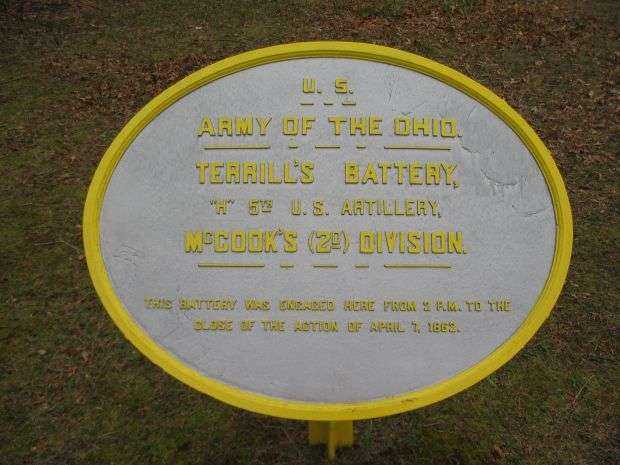 U. S.
ARMY OF THE OHIO.
TERRILL'S BATTERY,
"H" 5TH U. S. ARTILLERY,
McCOOK'S (2D) DIVISION.
THIS BATTERY WAS ENGAGED HERE FROM 2 P.M. TO THE
CLOSE OF THE ACTION OF APRIL 7, 1862.